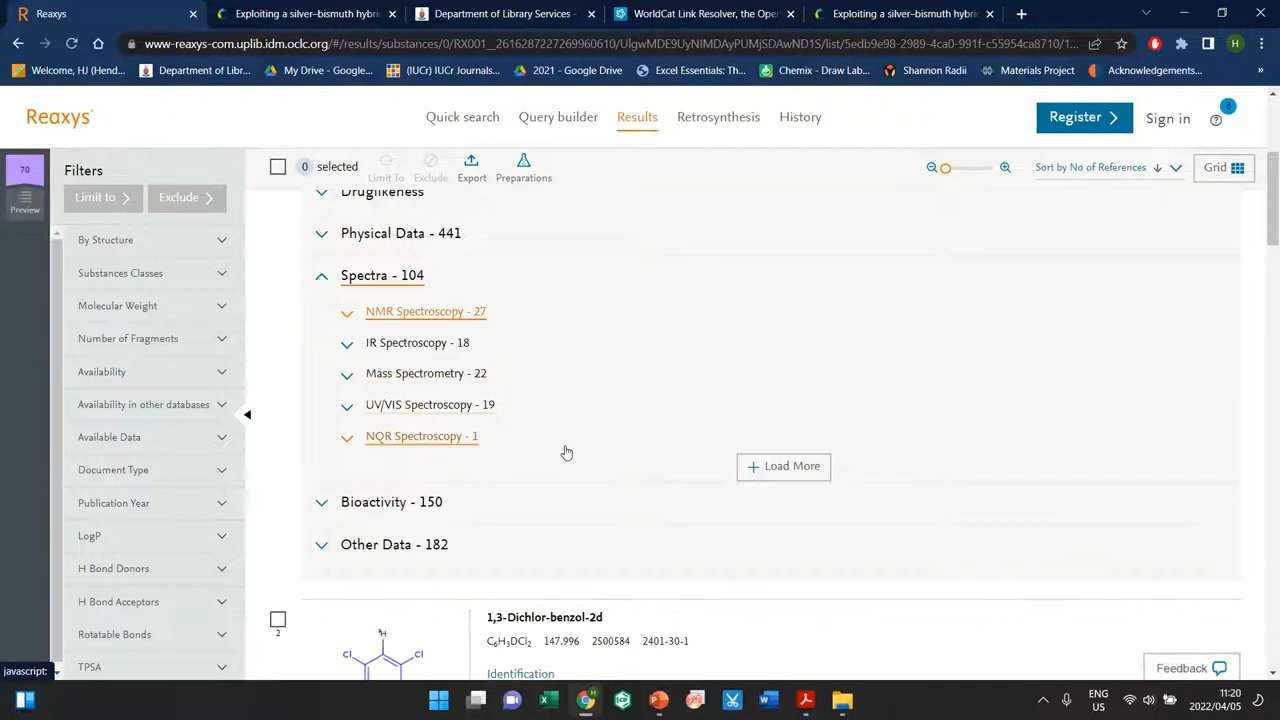 Reaxys
Exploiting a silver–bismuth hybri
Department of Library Services -
WorldCat Link Resolver, the Ope
Exploiting a silver–bismuth hybri
www-reaxys-com.uplib.idm.oclc.org/#/results/substances/0/RX001_2616287227269960610/UlgwMDE9UyNIMDAyPUMjSDAwND1S/list/5edb9e98-2989-4ca0-991f-c55954ca8710/1...
Welcome, HJ (Hend...
Department of Libr...
My Drive - Google...
(IUCr) IUCr Journals...
2021 - Google Drive
Excel Essentials: Th...
Chemix - Draw Lab...
Shannon Radii
Materials Project
Acknowledgements...
Reaxys
Quick search
Query builder
Results
Retrosynthesis
History
Register
Sign in
8
70
Preview
Filters
Limit to
Exclude
By Structure
Substances Classes
Molecular Weight
Number of Fragments
Availability
Availability in other databases
Available Data
Document Type
Publication Year
LogP
H Bond Donors
H Bond Acceptors
Rotatable Bonds
TPSA
0 selected
Limit To
Exclude
Export
Preparations
Sort by No of References
Grid
Druglikeness
Physical Data - 441
Spectra - 104
NMR Spectroscopy - 27
IR Spectroscopy - 18
Mass Spectrometry - 22
UV/VIS Spectroscopy - 19
NQR Spectroscopy - 1
Load More
Bioactivity - 150
Other Data - 182
2
1,3-Dichlor-benzol-2d
C₆H₃DCl₂ 147.996 2500584 2401-30-1
Identification
²H
Cl Cl
Feedback
javascript:
ENG
US
11:20
2022/04/05